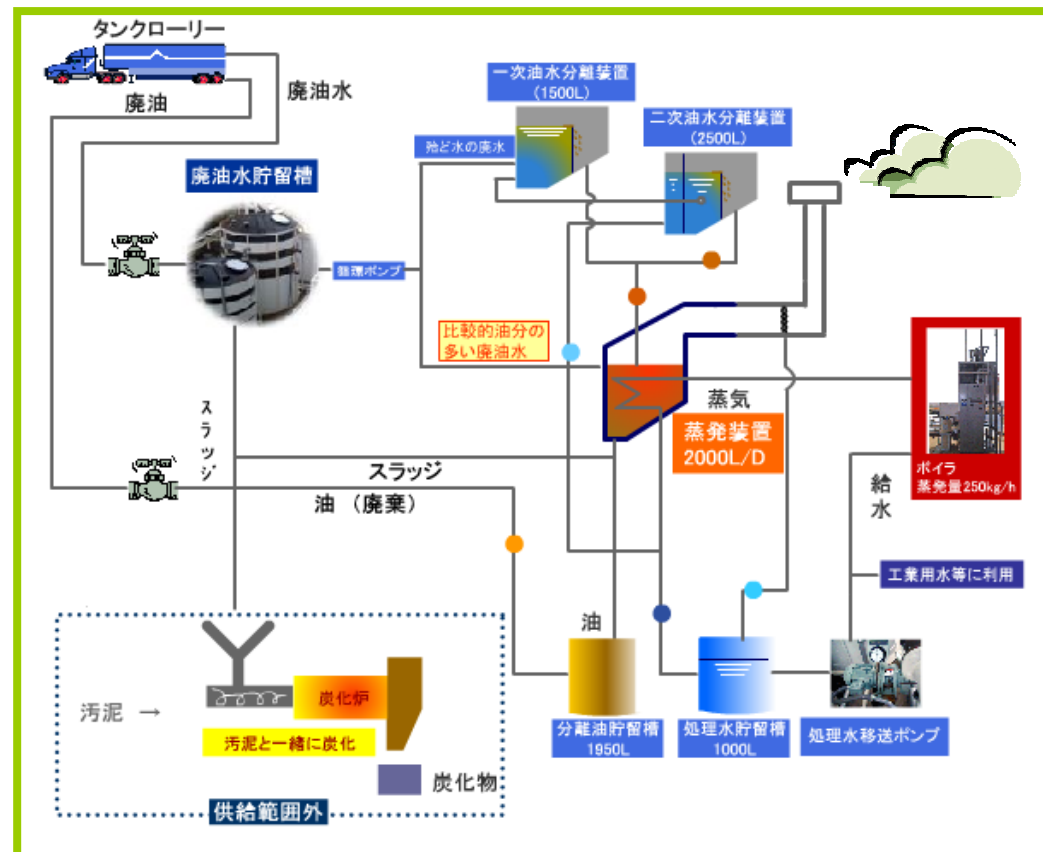 タンクローリー
廃油
廃油水
一次油水分離装置
(1500L)
二次油水分離装置
(2500L)
殆ど水の廃水
廃油水貯留槽
循環ポンプ
比較的油分の
多い廃油水
蒸気
蒸発装置
2000L/D
ボイラ
蒸発量250kg/h
給水
工業用水等に利用
スラッジ
スラッジ
油 （廃棄）
油
汚泥 →
炭化炉
汚泥と一緒に炭化
炭化物
供給範囲外
分離油貯留槽
1950L
処理水貯留槽
1000L
処理水移送ポンプ